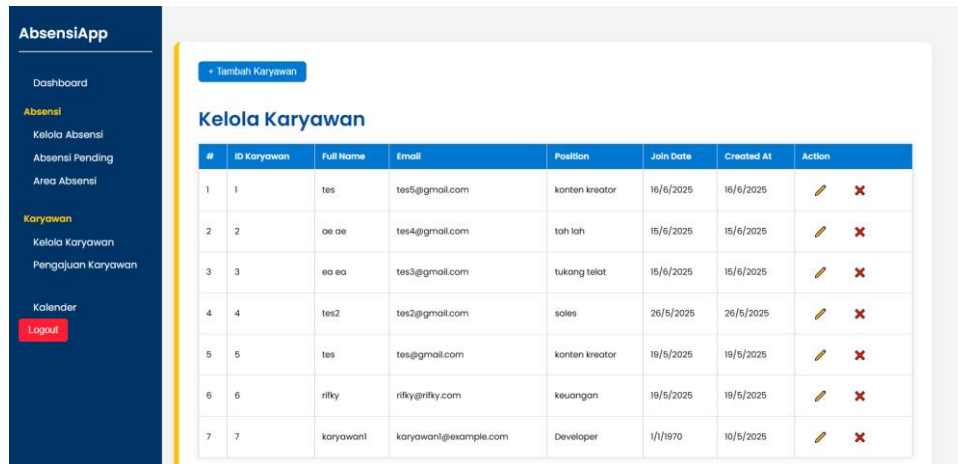 AbsensiApp
Dashboard
Absensi
Kelola Absensi
Absensi Pending
Area Absensi
Karyawan
Kelola Karyawan
Pengajuan Karyawan
Kalender
Logout
+ Tambah Karyawan
Kelola Karyawan
# ID Karyawan Full Name Email Position Join Date Created At Action
1 1 tes tes5@gmail.com konten kreator 16/6/2025 16/6/2025
2 2 ae ae tes4@gmail.com tah lah 15/6/2025 15/6/2025
3 3 ea ea tes3@gmail.com tukang telat 15/6/2025 15/6/2025
4 4 tes2 tes2@gmail.com sales 26/5/2025 26/5/2025
5 5 tes tes@gmail.com konten kreator 19/5/2025 19/5/2025
6 6 rifky rifky@rifky.com keuangan 19/5/2025 19/5/2025
7 7 karyawan1 karyawan1@example.com Developer 1/1/1970 10/5/2025